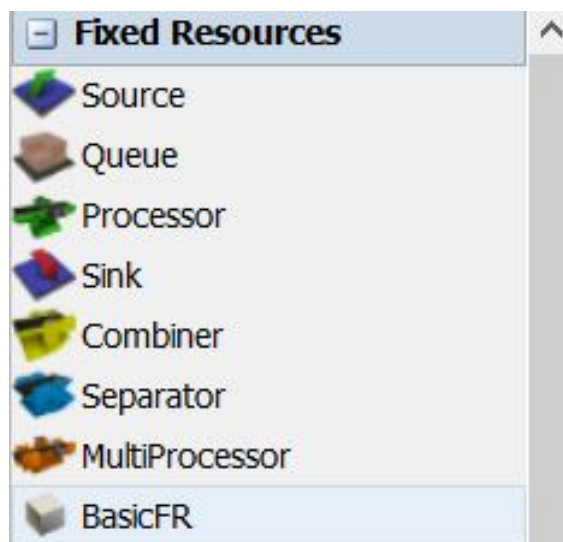 Fixed Resources
Source
Queue
Processor
Sink
Combiner
Separator
MultiProcessor
BasicFR